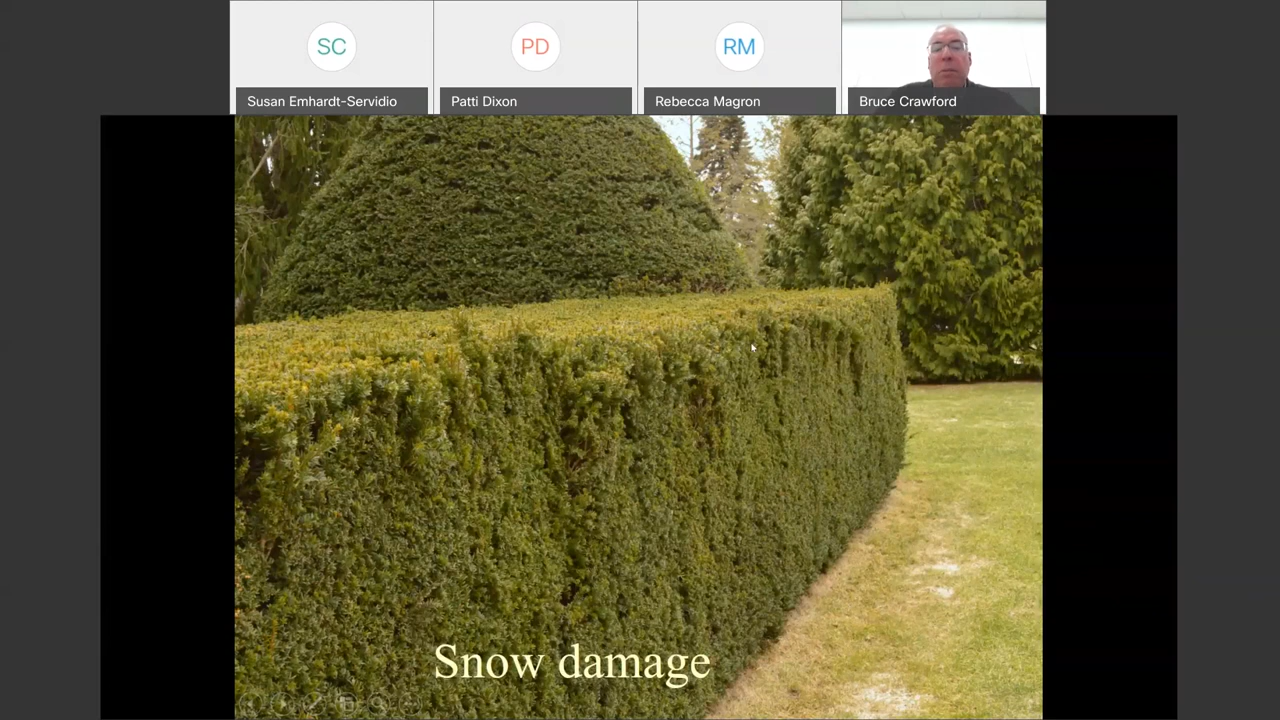 SC
PD
RM
Susan Emhardt-Servidio
Patti Dixon
Rebecca Magron
Bruce Crawford
Snow damage